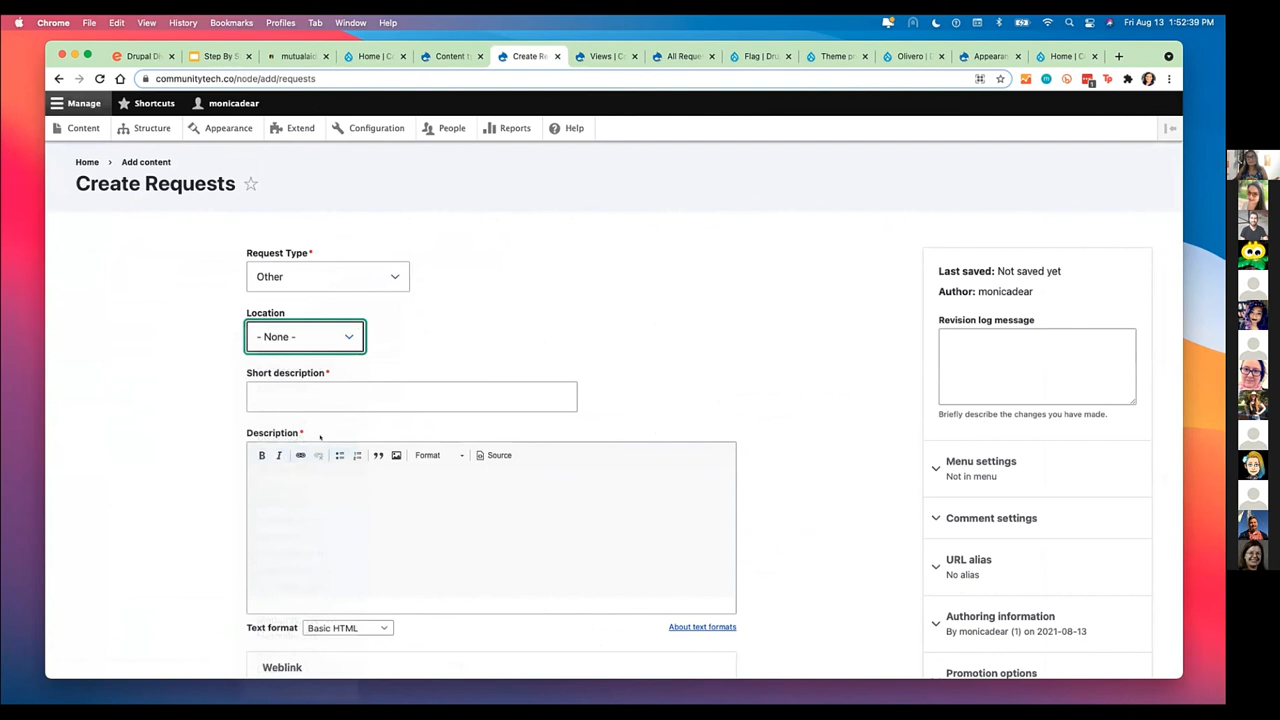 Chrome File Edit View History Bookmarks Profiles Tab Window Help Fri Aug 13 1:52:39 PM
Drupal Div Step By S mutualaid Home | C Content t Create Re Views | C All Reque Flag | Dru Theme p Olivero | D Appearan Home | C
communitytech.co/node/add/requests
Manage Shortcuts monicadear
Content Structure Appearance Extend Configuration People Reports Help
Home › Add content
Create Requests
Request Type*
Other
Location
- None -
Short description*
Description*
B I Format Source
Text format Basic HTML About text formats
Weblink
Last saved: Not saved yet
Author: monicadear
Revision log message
Briefly describe the changes you have made.
Menu settings
Not in menu
Comment settings
URL alias
No alias
Authoring information
By monicadear (1) on 2021-08-13
Promotion options